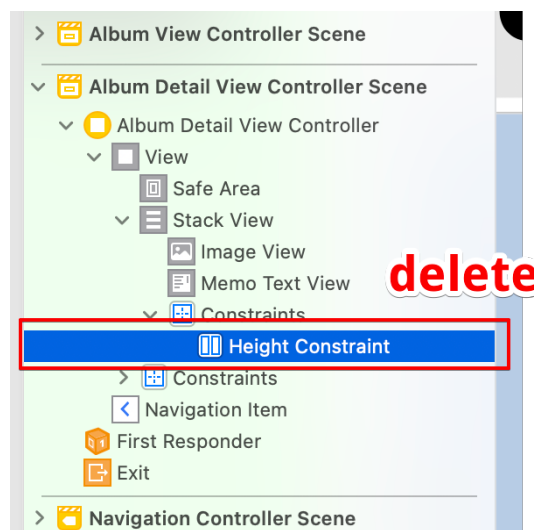 Album View Controller Scene
Album Detail View Controller Scene
Album Detail View Controller
View
Safe Area
Stack View
Image View
Memo Text View
delete
Constraints
Height Constraint
Constraints
Navigation Item
First Responder
Exit
Navigation Controller Scene